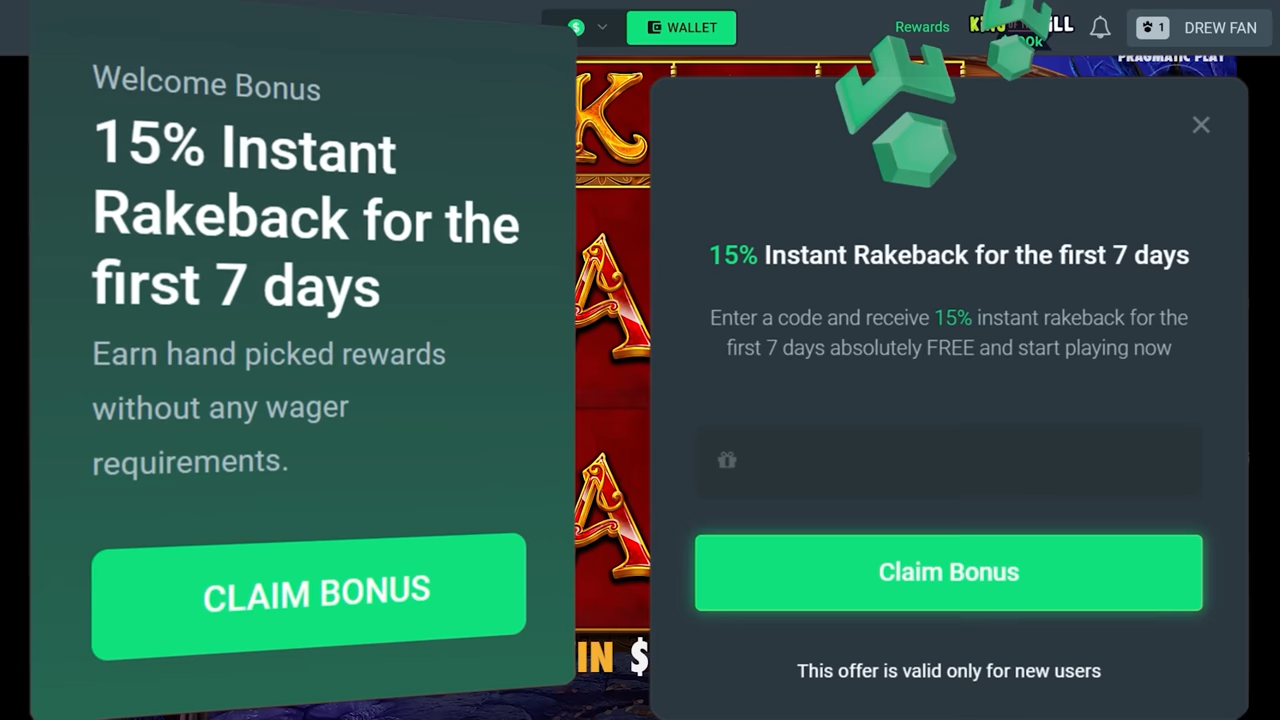 WALLET
Rewards
1
DREW FAN
PRAGMATIC PLAY
Welcome Bonus
15% Instant
Rakeback for the
first 7 days
Earn hand picked rewards
without any wager
requirements.
CLAIM BONUS
K
A
A
IN $
15% Instant Rakeback for the first 7 days
Enter a code and receive 15% instant rakeback for the
first 7 days absolutely FREE and start playing now
Claim Bonus
This offer is valid only for new users